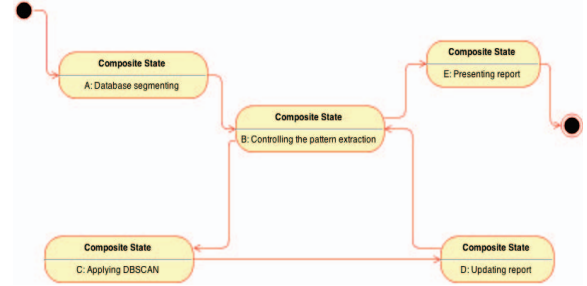 Composite State
A: Database segmenting
Composite State
E: Presenting report
Composite State
B: Controlling the pattern extraction
Composite State
C: Applying DBSCAN
Composite State
D: Updating report